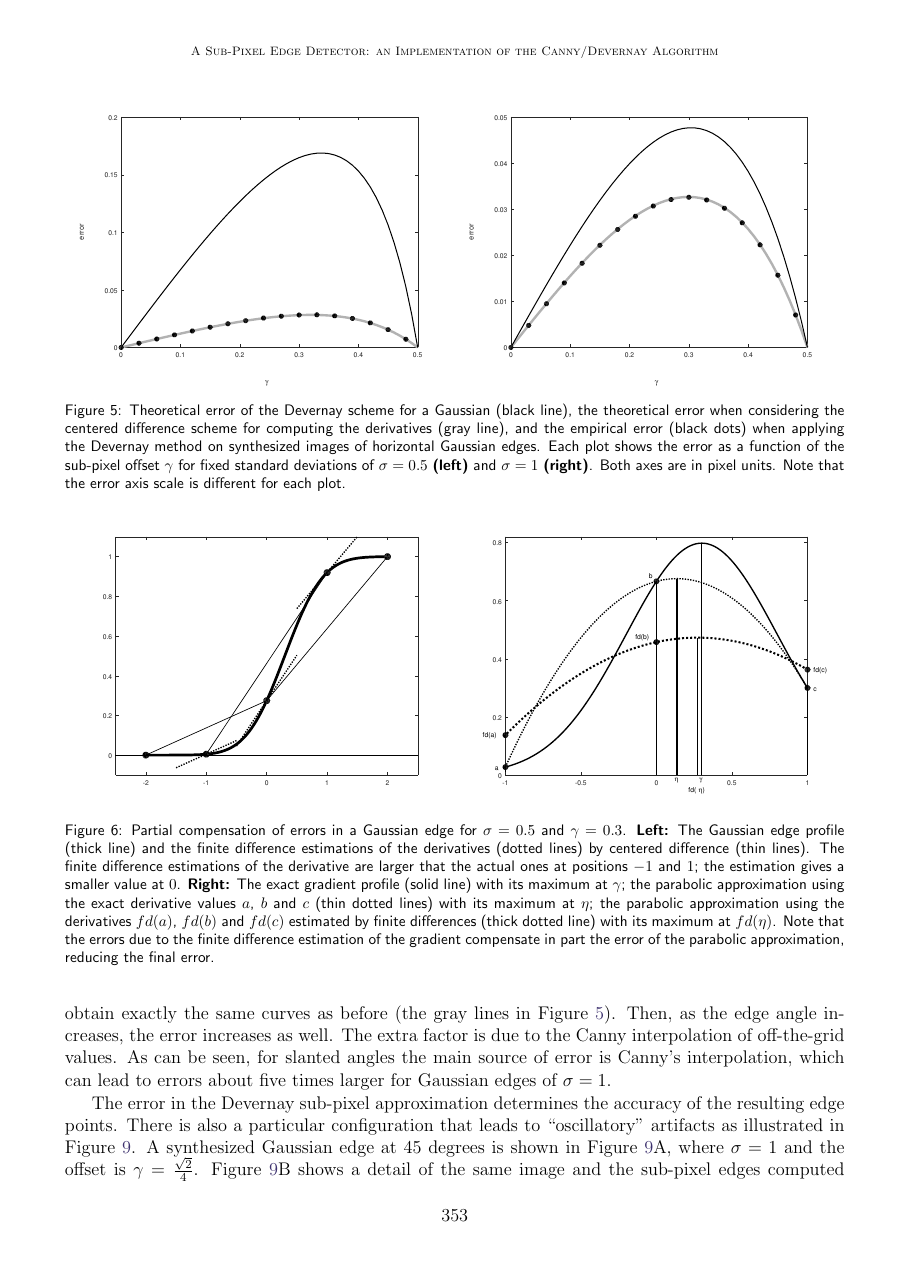 A Sub-Pixel Edge Detector: an Implementation of the Canny/Devernay Algorithm
0.2
0.15
0.1
0.05
0
error
0
0.1
0.2
0.3
0.4
0.5
γ
0.05
0.04
0.03
0.02
0.01
0
error
0
0.1
0.2
0.3
0.4
0.5
γ
Figure 5: Theoretical error of the Devernay scheme for a Gaussian (black line), the theoretical error when considering the
centered difference scheme for computing the derivatives (gray line), and the empirical error (black dots) when applying
the Devernay method on synthesized images of horizontal Gaussian edges. Each plot shows the error as a function of the
sub-pixel offset γ for fixed standard deviations of σ = 0.5 (left) and σ = 1 (right). Both axes are in pixel units. Note that
the error axis scale is different for each plot.
1
0.8
0.6
0.4
0.2
0
-2
-1
0
1
2
0.8
0.6
0.4
0.2
0
b
fd(b)
fd(a)
a
fd(c)
c
-1
-0.5
0
η
γ
0.5
1
fd( η)
Figure 6: Partial compensation of errors in a Gaussian edge for σ = 0.5 and γ = 0.3. Left: The Gaussian edge profile
(thick line) and the finite difference estimations of the derivatives (dotted lines) by centered difference (thin lines). The
finite difference estimations of the derivative are larger that the actual ones at positions −1 and 1; the estimation gives a
smaller value at 0. Right: The exact gradient profile (solid line) with its maximum at γ; the parabolic approximation using
the exact derivative values a, b and c (thin dotted lines) with its maximum at η; the parabolic approximation using the
derivatives fd(a), fd(b) and fd(c) estimated by finite differences (thick dotted line) with its maximum at fd(η). Note that
the errors due to the finite difference estimation of the gradient compensate in part the error of the parabolic approximation,
reducing the final error.
obtain exactly the same curves as before (the gray lines in Figure 5). Then, as the edge angle in-
creases, the error increases as well. The extra factor is due to the Canny interpolation of off-the-grid
values. As can be seen, for slanted angles the main source of error is Canny's interpolation, which
can lead to errors about five times larger for Gaussian edges of σ = 1.
The error in the Devernay sub-pixel approximation determines the accuracy of the resulting edge
points. There is also a particular configuration that leads to “oscillatory” artifacts as illustrated in
Figure 9. A synthesized Gaussian edge at 45 degrees is shown in Figure 9A, where σ = 1 and the
offset is γ = √2/4. Figure 9B shows a detail of the same image and the sub-pixel edges computed
353